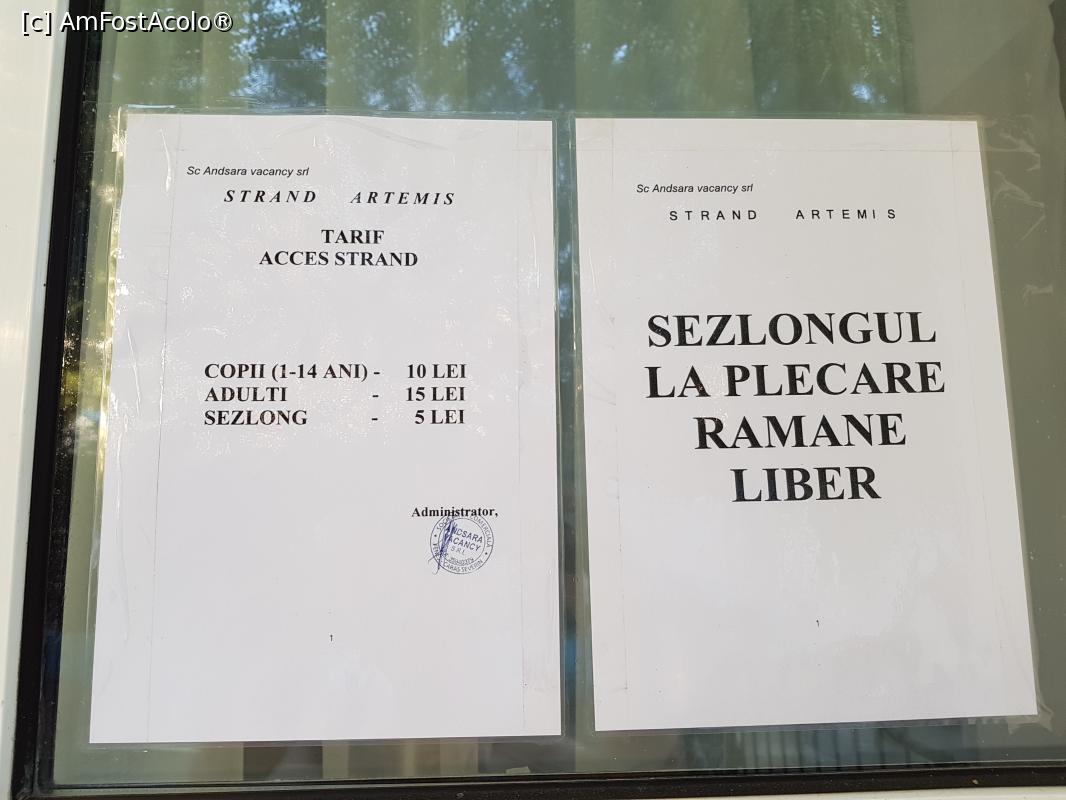 [c] AmFostAcolo®
Sc Andsara vacancy srl
STRAND ARTEMIS
TARIF
ACCES STRAND
COPII (1-14 ANI) - 10 LEI
ADULTI - 15 LEI
SEZLONG - 5 LEI
Administrator,
ANDSARA
VACANCY
S.R.L.
CARAS SEVERIN
1
Sc Andsara vacancy srl
STRAND ARTEMIS
SEZLONGUL
LA PLECARE
RAMANE
LIBER
1